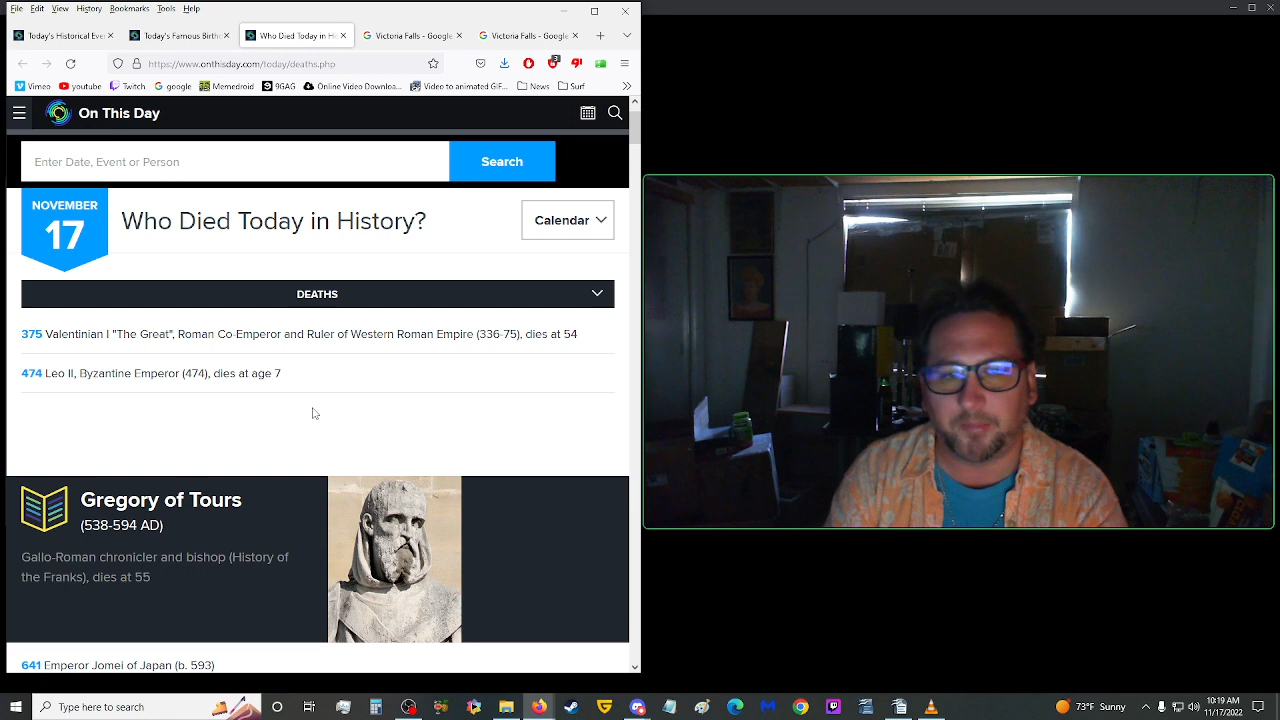 File Edit View History Bookmarks Tools Help
Today's Historical Eve
Today's Famous Birth
Who Died Today in His
Victoria Falls - Google
Victoria Falls - Google
https://www.onthisday.com/today/deaths.php
3
Vimeo youtube Twitch google Memedroid 9GAG Online Video Downloa... Video to animated GIF... News Surf
On This Day
Enter Date, Event or Person
Search
NOVEMBER
17
Who Died Today in History?
Calendar
DEATHS
375 Valentinian I "The Great", Roman Co-Emperor and Ruler of Western Roman Empire (336-75), dies at 54
474 Leo II, Byzantine Emperor (474), dies at age 7
Gregory of Tours
(538-594 AD)
Gallo-Roman chronicler and bishop (History of
the Franks), dies at 55
641 Emperor Jomei of Japan (b. 593)
Type here to search
73°F Sunny
10:19 AM
11/17/2022